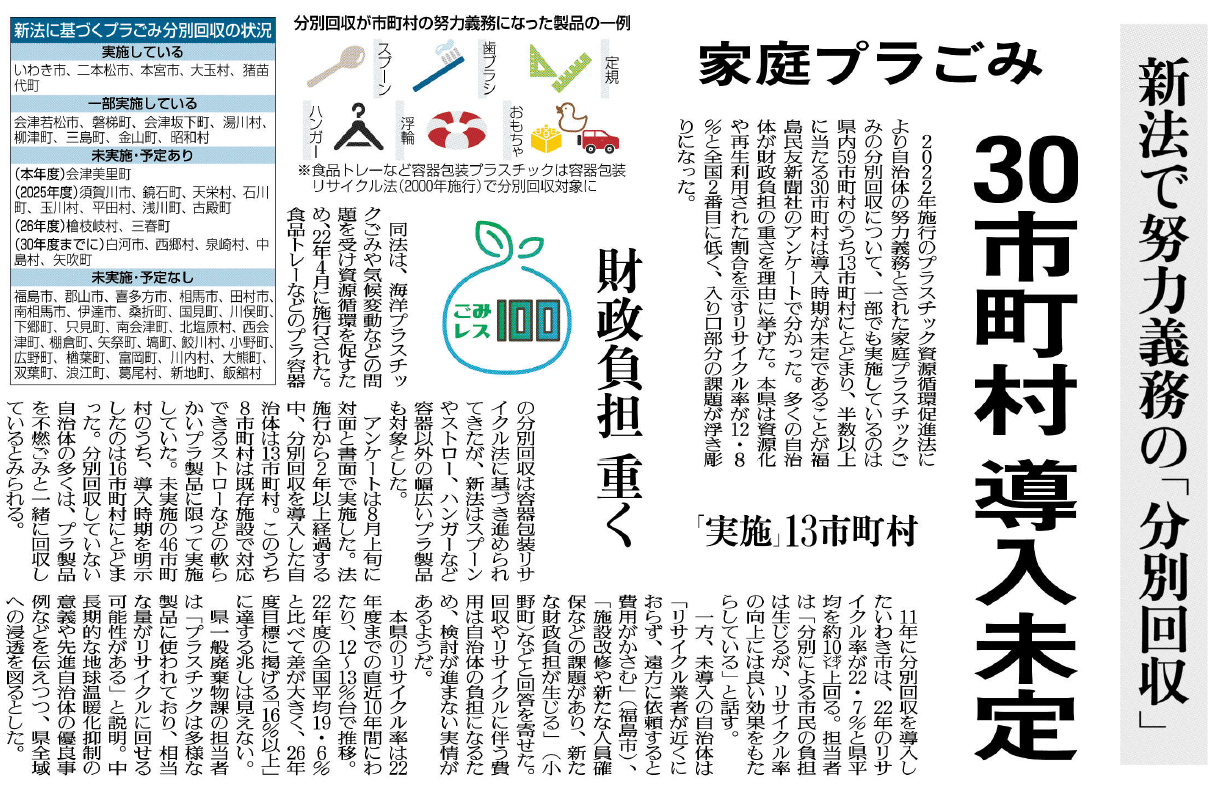 新法で努力義務の「分別回収」
家庭プラごみ
30市町村 導入未定
「実施」13市町村
財政負担 重く
2022年施行のプラスチック資源循環促進法に
より自治体の努力義務とされた家庭プラスチックご
みの分別回収について、一部でも実施しているのは
県内59市町村のうち13市町村にとどまり、半数以上
に当たる30市町村は導入時期が未定であることが福
島民友新聞社のアンケートで分かった。多くの自治
体が財政負担の重さを理由に挙げた。本県は資源化
や再生利用された割合を示すリサイクル率が12・8
%と全国2番目に低く、入り口部分の課題が浮き彫
りになった。
分別回収が市町村の努力義務になった製品の一例
スプーン
歯ブラシ
定規
ハンガー
浮輪
おもちゃ
※食品トレーなど容器包装プラスチックは容器包装
リサイクル法(2000年施行)で分別回収対象に
新法に基づくプラごみ分別回収の状況
実施している
いわき市、二本松市、本宮市、大玉村、猪苗
代町
一部実施している
会津若松市、磐梯町、会津坂下町、湯川村、
柳津町、三島町、金山町、昭和村
未実施・予定あり
(本年度)会津美里町
(2025年度)須賀川市、鏡石町、天栄村、石川
町、玉川村、平田村、浅川町、古殿町
(26年度)檜枝岐村、三春町
(30年度までに)白河市、西郷村、泉崎村、中
島村、矢吹町
未実施・予定なし
福島市、郡山市、喜多方市、相馬市、田村市、
南相馬市、伊達市、桑折町、国見町、川俣町、
下郷町、只見町、南会津町、北塩原村、西会
津町、棚倉町、矢祭町、塙町、鮫川村、小野町、
広野町、楢葉町、富岡町、川内村、大熊町、
双葉町、浪江町、葛尾村、新地町、飯舘村
ごみ
レス
100
同法は、海洋プラスチッ
クごみや気候変動などの問
題を受け資源循環を促すた
め、22年4月に施行された。
食品トレーなどのプラ容器
の分別回収は容器包装リサ
イクル法に基づき進められ
てきたが、新法はスプーン
やストロー、ハンガーなど
容器以外の幅広いプラ製品
も対象とした。
アンケートは8月上旬に
対面と書面で実施した。法
施行から2年以上経過する
中、分別回収を導入した自
治体は13市町村。このうち
8市町村は既存施設で対応
できるストローなどの軟ら
かいプラ製品に限って実施
していた。未実施の46市町
村のうち、導入時期を明示
したのは16市町村にとどま
った。分別回収していない
自治体の多くは、プラ製品
を不燃ごみと一緒に回収し
ているとみられる。
11年に分別回収を導入し
たいわき市は、22年のリサ
イクル率が22・7%と県平
均を約10㌽上回る。担当者
は「分別による市民の負担
は生じるが、リサイクル率
の向上には良い効果をもた
らしている」と話す。
一方、未導入の自治体は
「リサイクル業者が近くに
おらず、遠方に依頼すると
費用がかさむ」(福島市)、
「施設改修や新たな人員確
保などの課題があり、新た
な財政負担が生じる」(小
野町)などと回答を寄せた。
回収やリサイクルに伴う費
用は自治体の負担になるた
め、検討が進まない実情が
あるようだ。
本県のリサイクル率は22
年度までの直近10年間にわ
たり、12〜13%台で推移。
22年度の全国平均19・6%
と比べて差が大きく、26年
度目標に掲げる「16%以上」
に達する兆しは見えない。
県一般廃棄物課の担当者
は「プラスチックは多様な
製品に使われており、相当
な量がリサイクルに回せる
可能性がある」と説明。中
長期的な地球温暖化抑制の
意義や先進自治体の優良事
例などを伝えつつ、県全域
への浸透を図るとした。